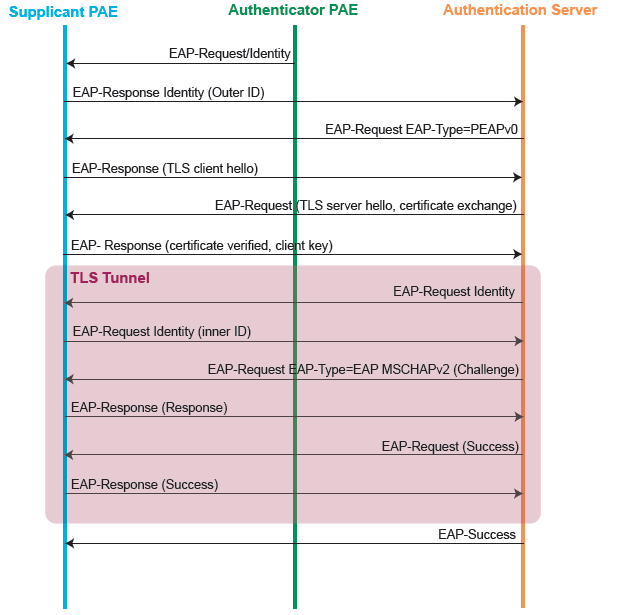 Supplicant PAE
Authenticator PAE
Authentication Server
EAP-Request/Identity
EAP-Response Identity (Outer ID)
EAP-Request EAP-Type=PEAPv0
EAP-Response (TLS client hello)
EAP-Request (TLS server hello, certificate exchange)
EAP- Response (certificate verified, client key)
TLS Tunnel
EAP-Request Identity
EAP-Request Identity (inner ID)
EAP-Request EAP-Type=EAP MSCHAPv2 (Challenge)
EAP-Response (Response)
EAP-Request (Success)
EAP-Response (Success)
EAP-Success